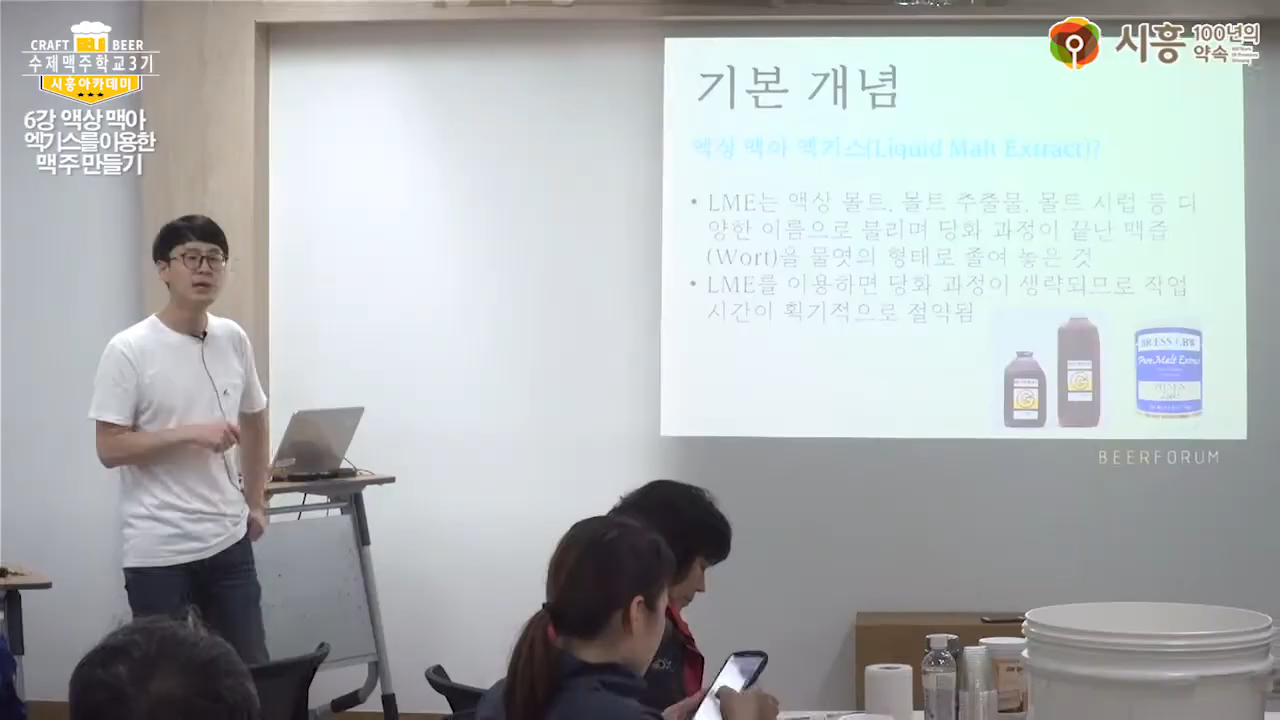 CRAFT BEER
수제맥주학교3기
시흥아카데미
6강 액상 맥아
엑기스를이용한
맥주 만들기
시흥 100년의
약속
기본 개념
액상 맥아 엑기스(Liquid Malt Extract)?
• LME는 액상 몰트, 몰트 추출물, 몰트 시럽 등 다
양한 이름으로 불리며 당화 과정이 끝난 맥즙
(Wort)을 물엿의 형태로 졸여 놓은 것
• LME를 이용하면 당화 과정이 생략되므로 작업
시간이 획기적으로 절약됨
Pure Malt Extract
BEERFORUM